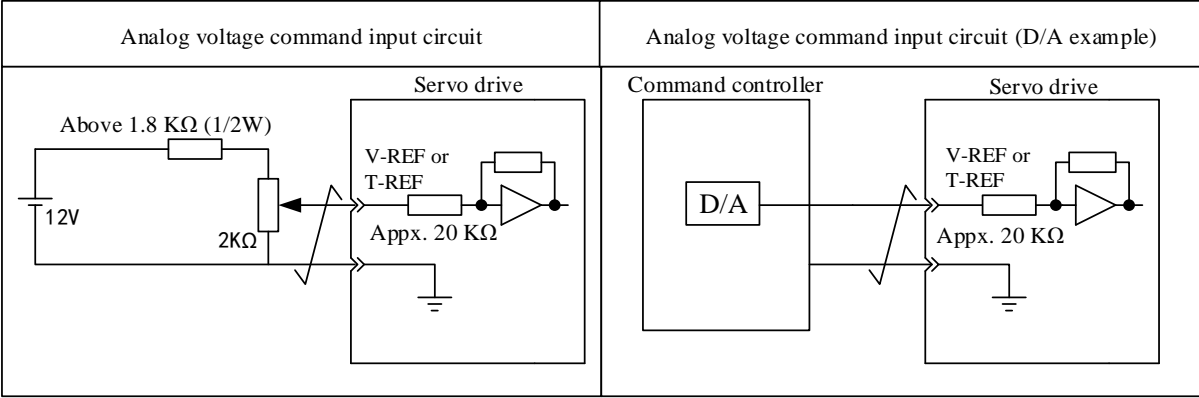 Analog voltage command input circuit
Analog voltage command input circuit (D/A example)
Servo drive
Above 1.8 KΩ (1/2W)
V-REF or
T-REF
12V
2KΩ
Appx. 20 KΩ
Command controller
Servo drive
V-REF or
T-REF
D/A
Appx. 20 KΩ